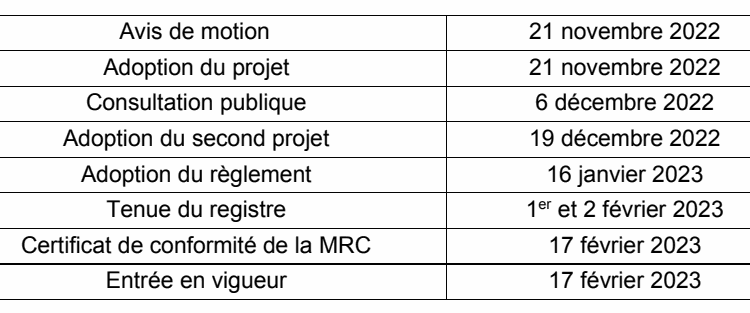 Avis de motion 21 novembre 2022
Adoption du projet 21 novembre 2022
Consultation publique 6 décembre 2022
Adoption du second projet 19 décembre 2022
Adoption du règlement 16 janvier 2023
Tenue du registre 1er et 2 février 2023
Certificat de conformité de la MRC 17 février 2023
Entrée en vigueur 17 février 2023